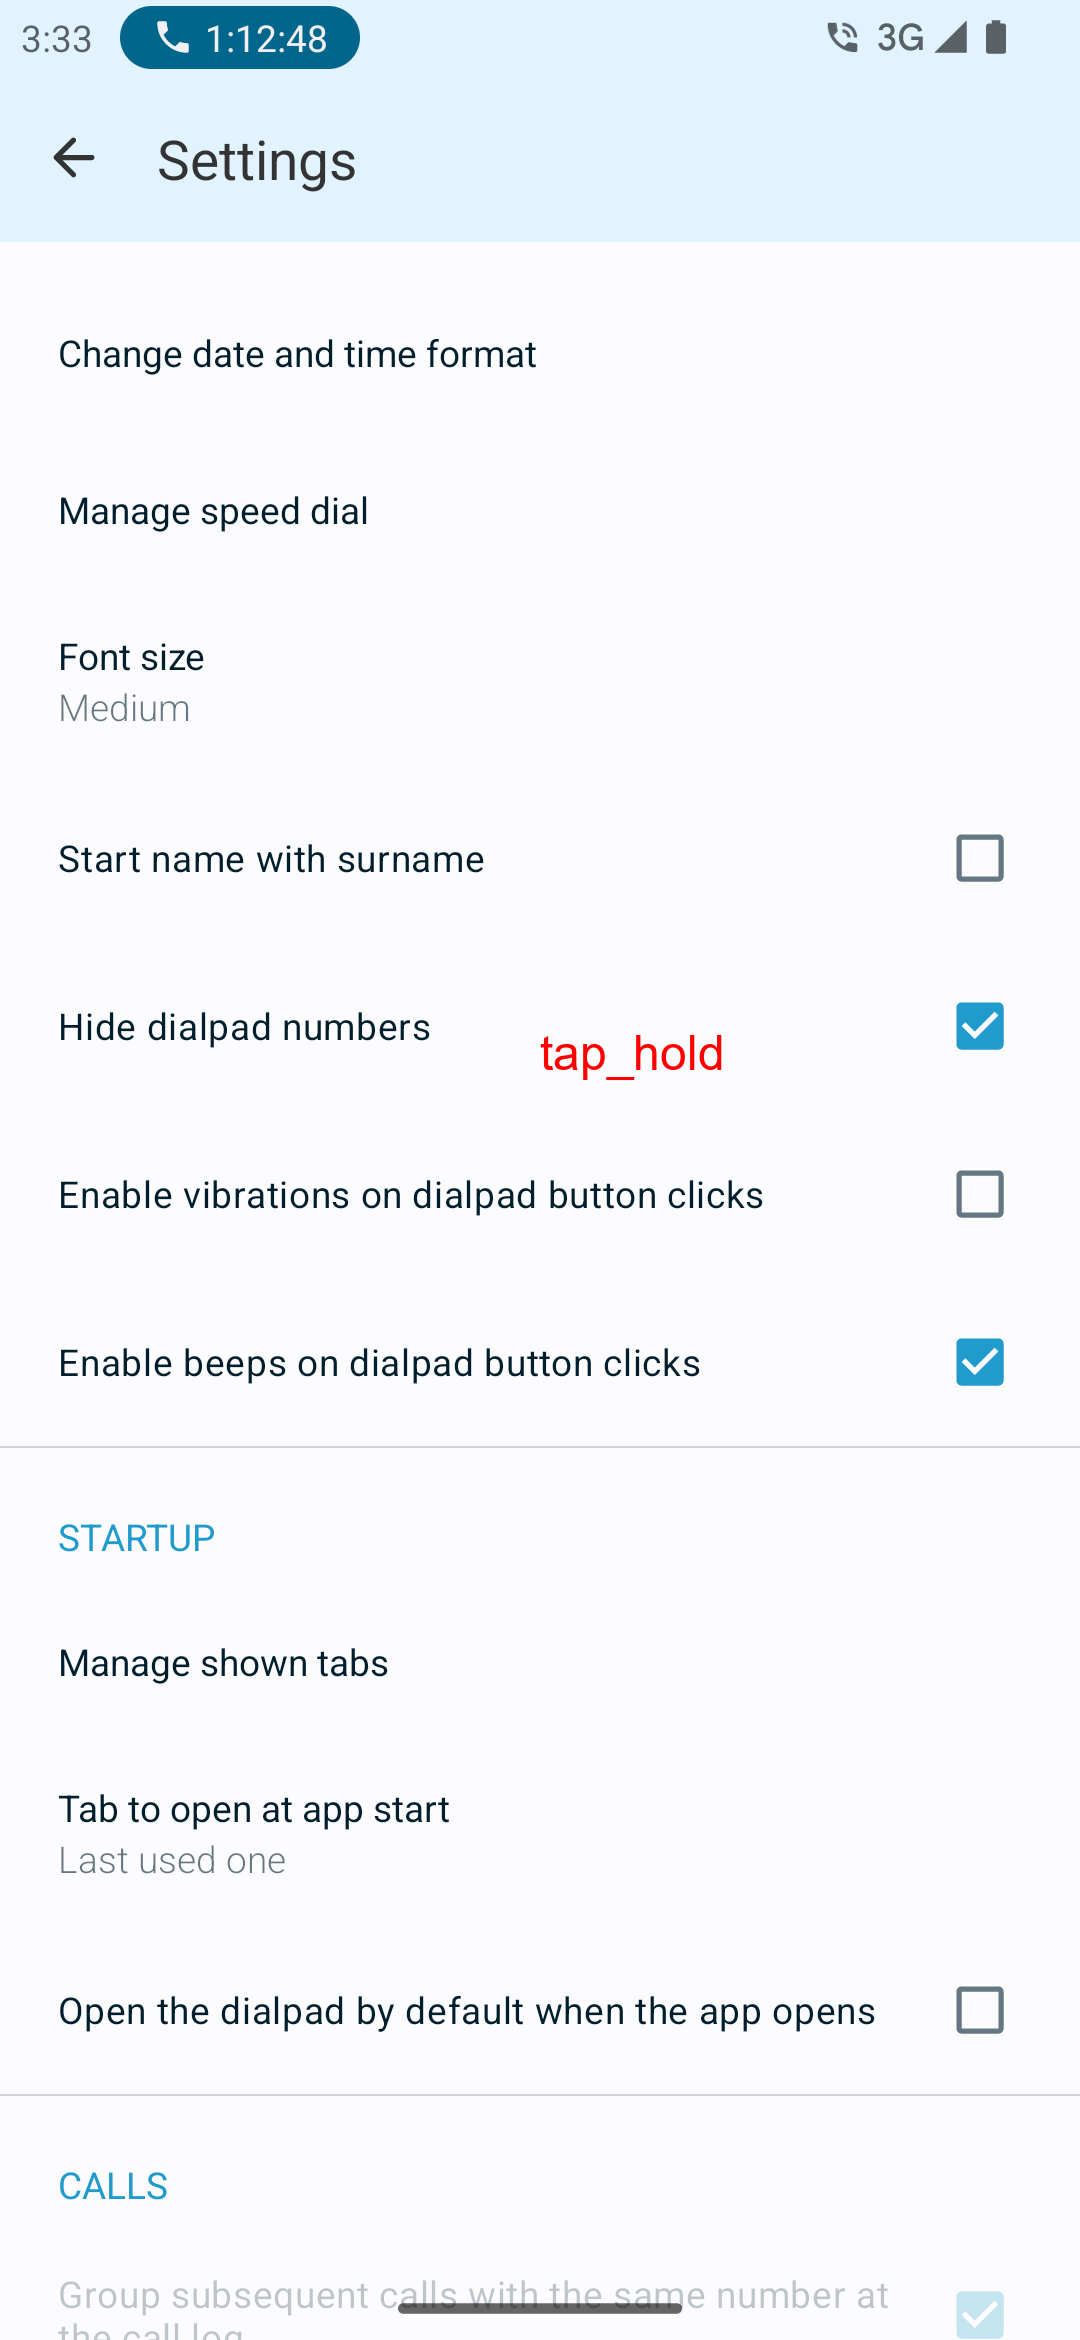 3:33 1:12:48 3G
Settings
Change date and time format
Manage speed dial
Font size
Medium
Start name with surname
Hide dialpad numbers
tap_hold
Enable vibrations on dialpad button clicks
Enable beeps on dialpad button clicks
STARTUP
Manage shown tabs
Tab to open at app start
Last used one
Open the dialpad by default when the app opens
CALLS
Group subsequent calls with the same number at
the call log